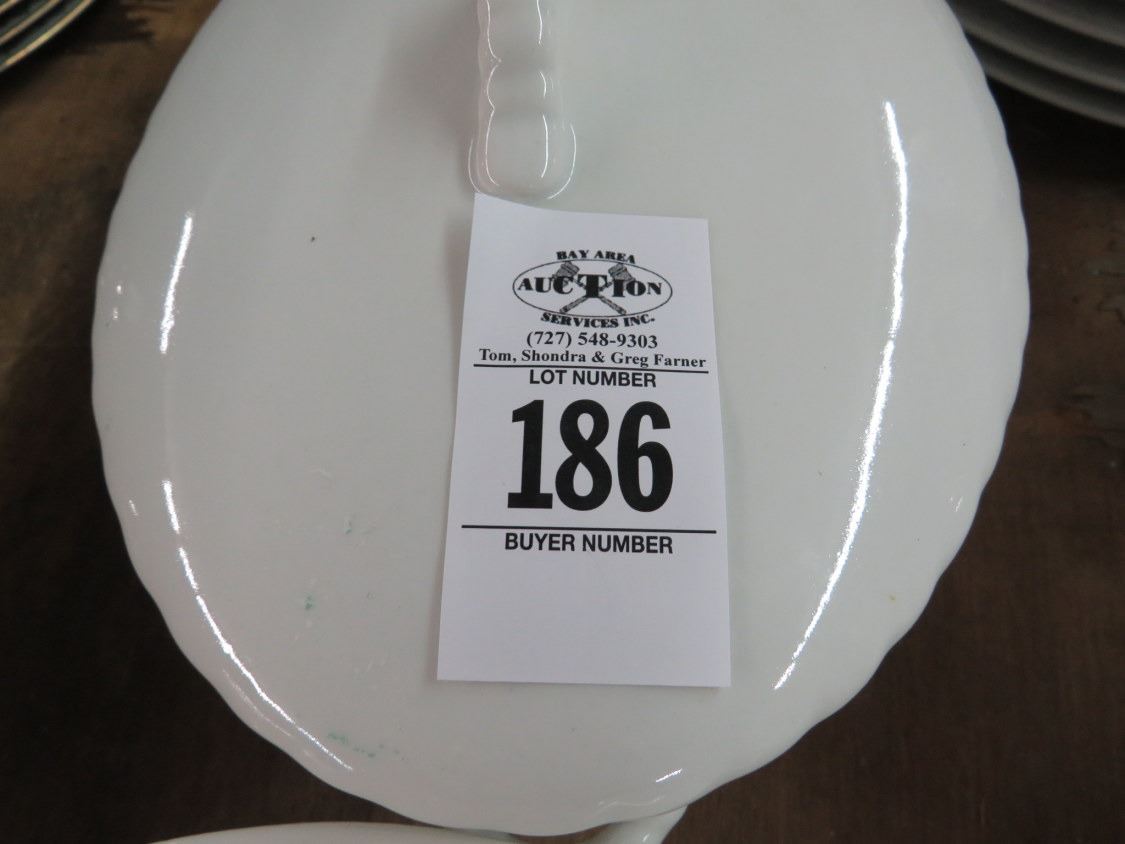 BAY AREA
AUCTION
SERVICES INC.
(727) 548-9303
Tom, Shondra & Greg Farner
LOT NUMBER
186
BUYER NUMBER